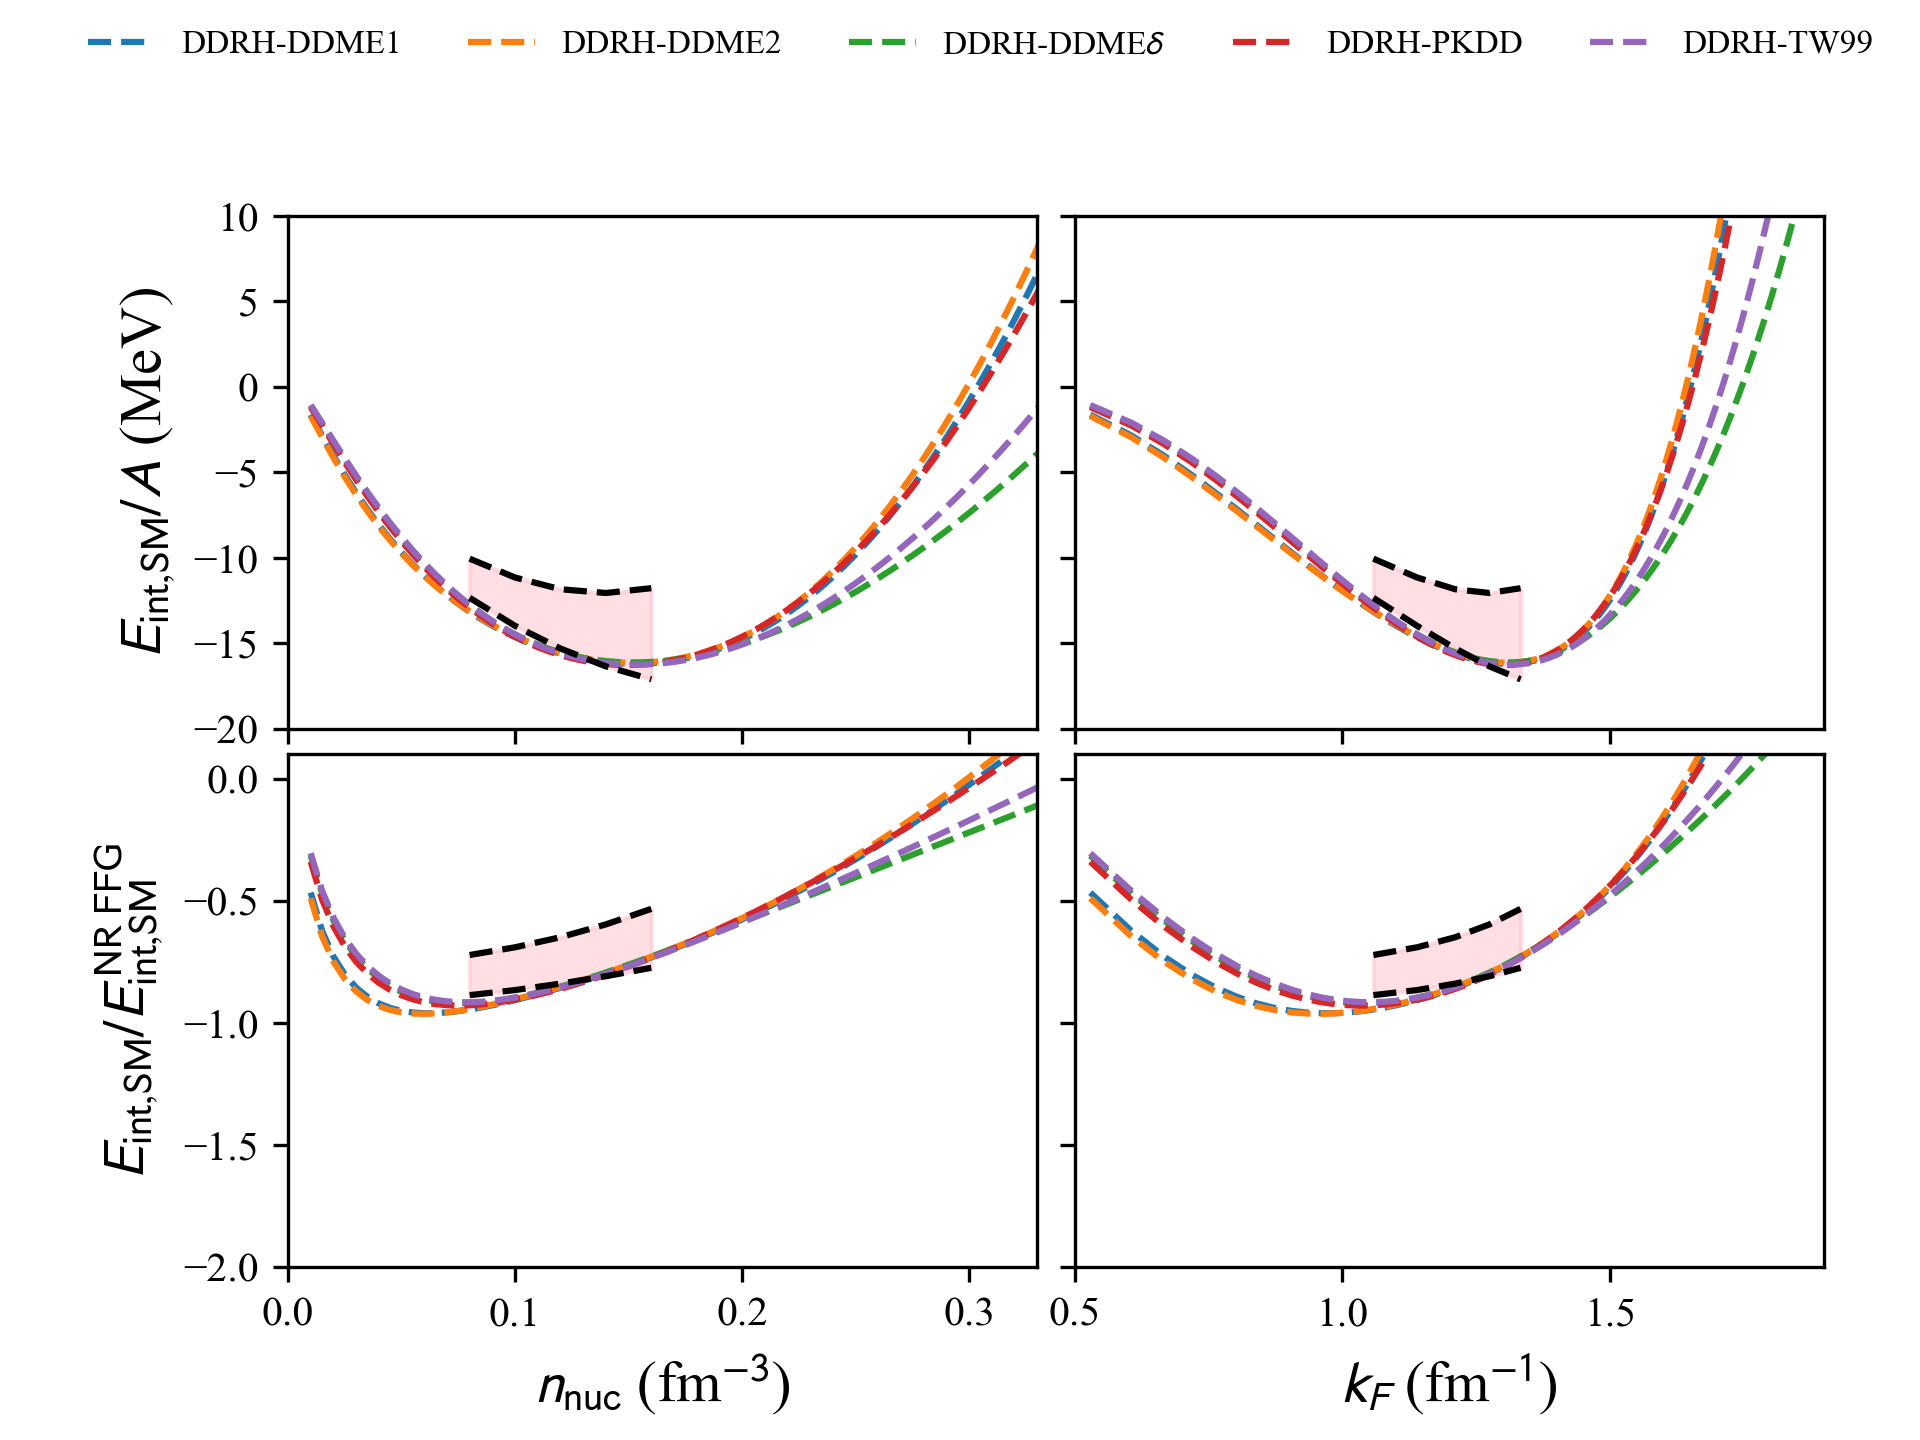 DDRH-DDME1 DDRH-DDME2 DDRH-DDMEδ DDRH-PKDD DDRH-TW99
E_int,SM/A (MeV)
10
5
0
−5
−10
−15
−20
E_int,SM/E^NR FFG_int,SM
0.0
−0.5
−1.0
−1.5
−2.0
0.0 0.1 0.2 0.3 0.5 1.0 1.5
n_nuc (fm⁻³) k_F (fm⁻¹)